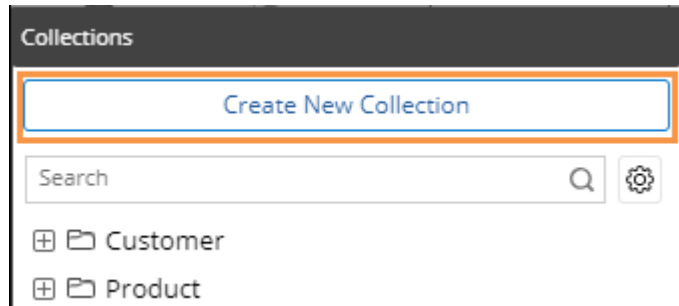 Collections
Create New Collection
Search
Customer
Product